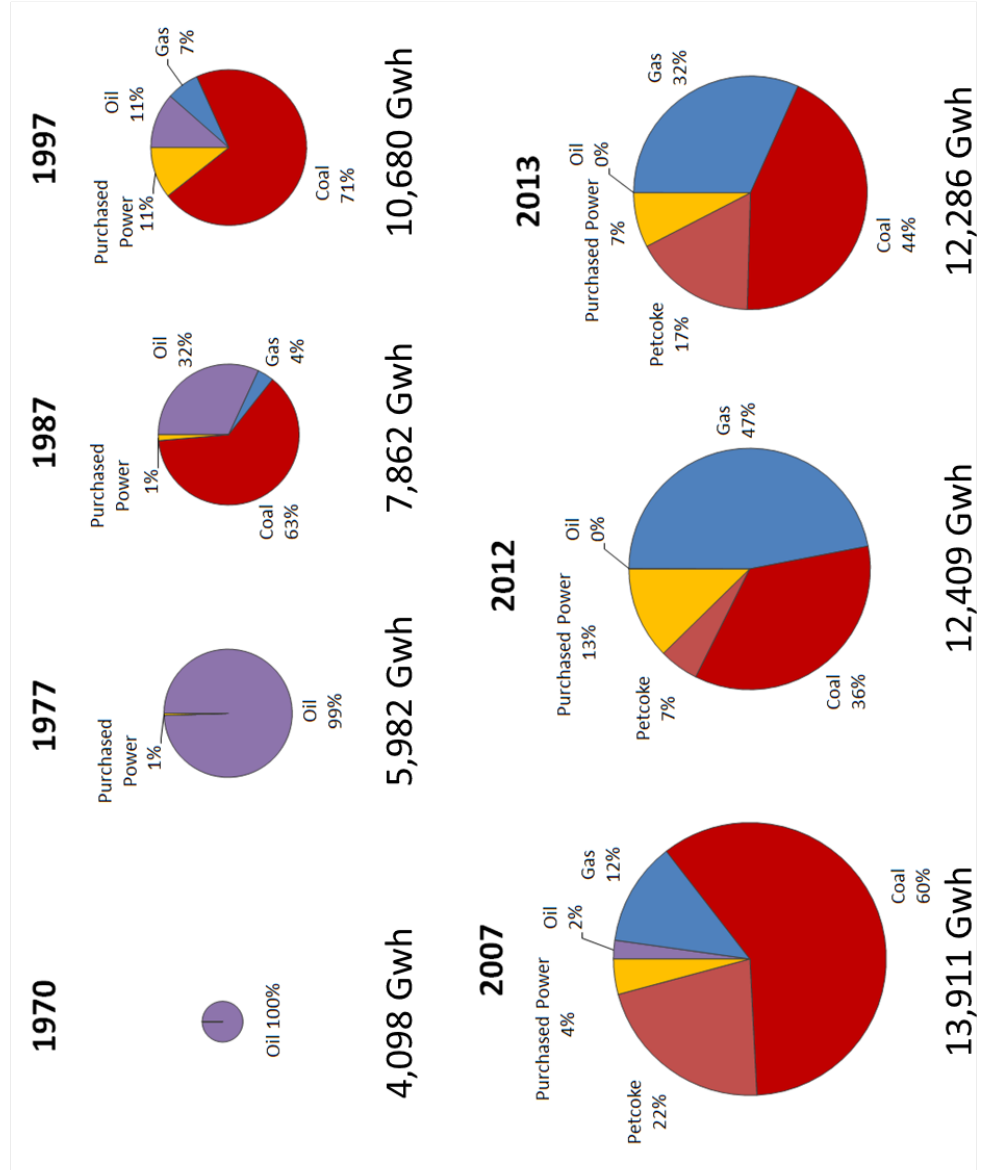 1970
Oil 100%
4,098 Gwh
1977
Purchased
Power
1%
Oil
99%
5,982 Gwh
1987
Purchased
Power
1%
Oil
32%
Gas
4%
Coal
63%
7,862 Gwh
1997
Purchased
Power
11%
Oil
11%
Gas
7%
Coal
71%
10,680 Gwh
2007
Purchased Power
4%
Oil
2%
Gas
12%
Petcoke
22%
Coal
60%
13,911 Gwh
2012
Purchased Power
13%
Oil
0%
Gas
47%
Petcoke
7%
Coal
36%
12,409 Gwh
2013
Purchased Power
7%
Oil
0%
Gas
32%
Petcoke
17%
Coal
44%
12,286 Gwh